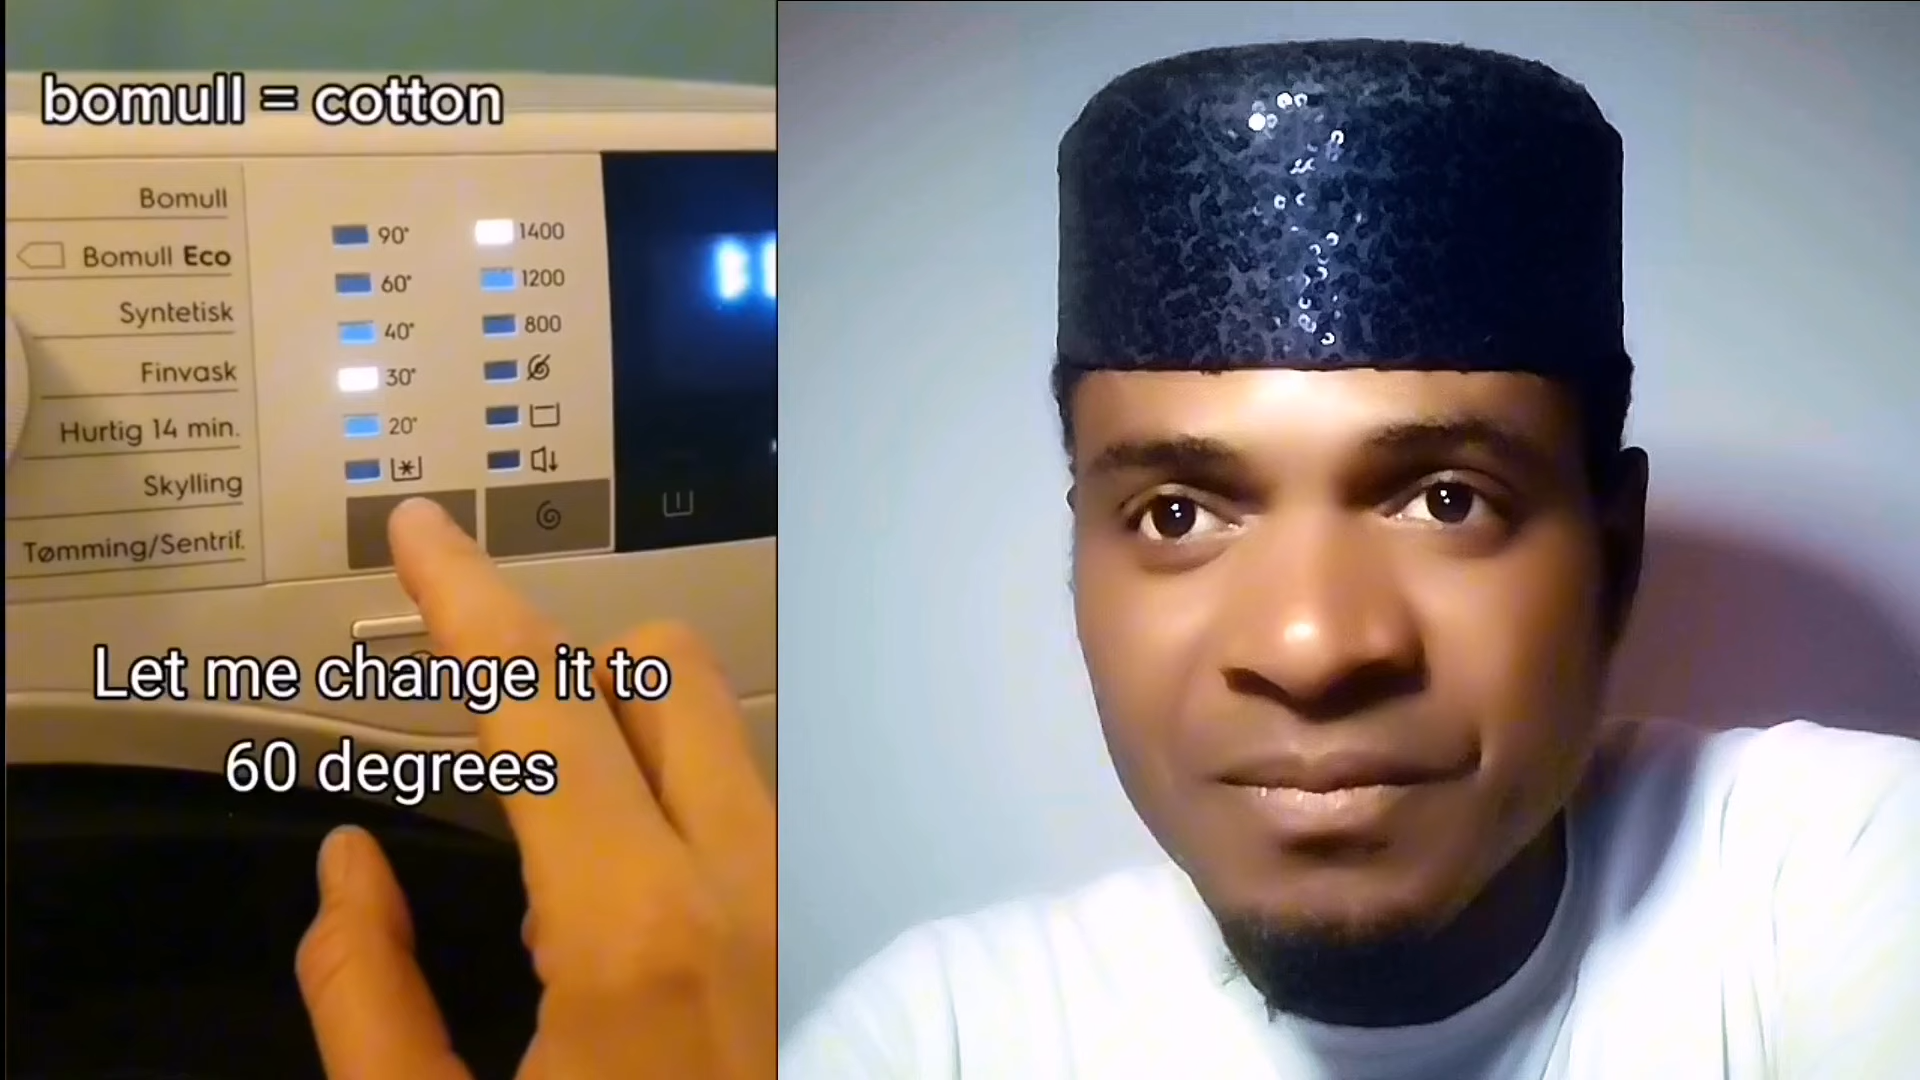 bomull = cotton
Bomull
Bomull Eco
Syntetisk
Finvask
Hurtig 14 min.
Skylling
Tømming/Sentrif.
90°
60°
40°
30°
20°
1400
1200
800
Let me change it to
60 degrees